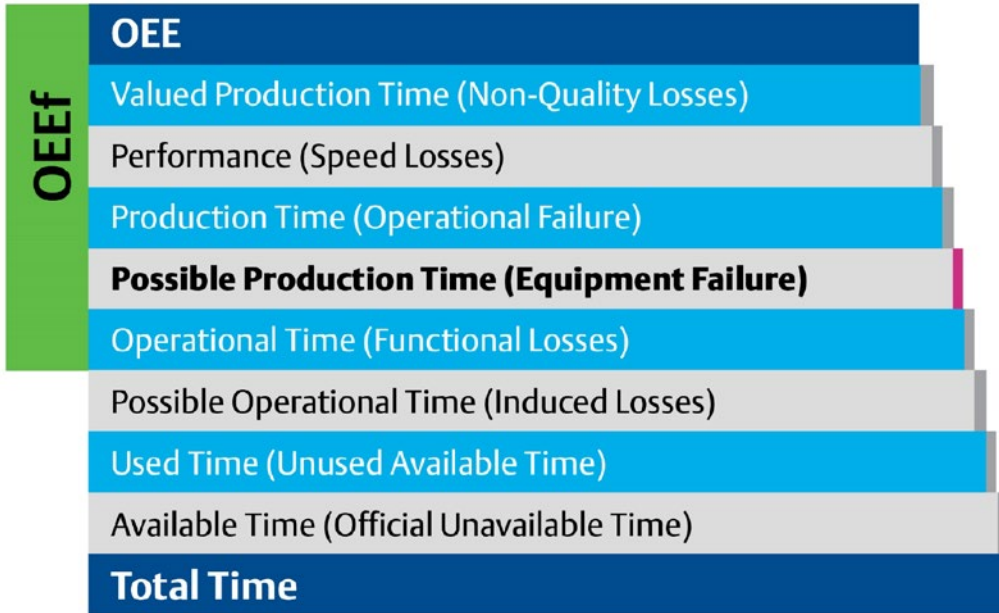 OEEf
OEE
Valued Production Time (Non-Quality Losses)
Performance (Speed Losses)
Production Time (Operational Failure)
Possible Production Time (Equipment Failure)
Operational Time (Functional Losses)
Possible Operational Time (Induced Losses)
Used Time (Unused Available Time)
Available Time (Official Unavailable Time)
Total Time